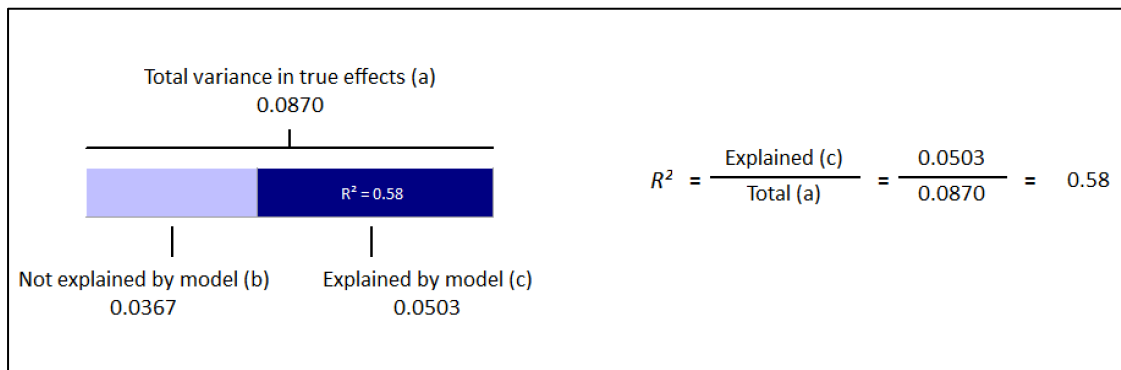 Total variance in true effects (a)
0.0870
R² = 0.58
Not explained by model (b)
0.0367
Explained by model (c)
0.0503
R² = Explained (c) / Total (a) = 0.0503 / 0.0870 = 0.58